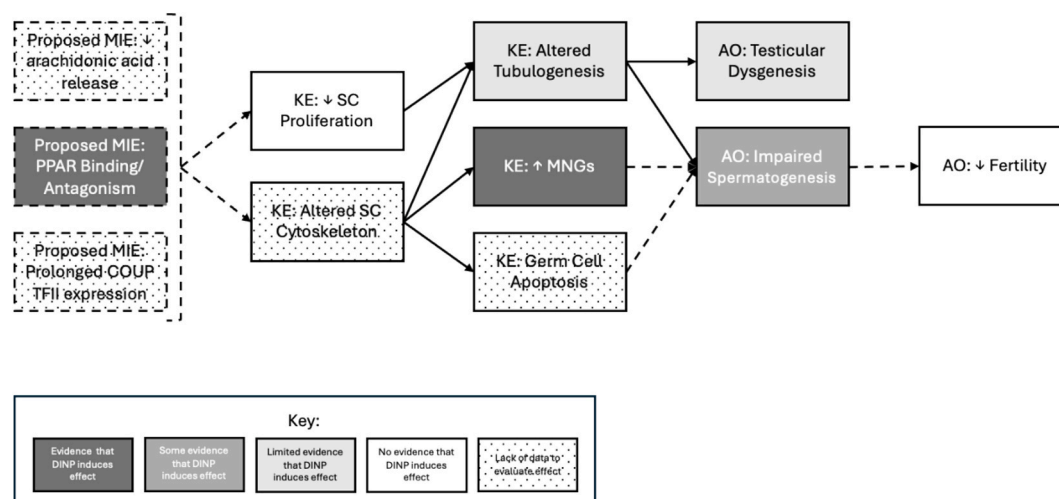 Proposed MIE: ↓
arachidonic acid
release
Proposed MIE:
PPAR Binding/
Antagonism
Proposed MIE:
Prolonged COUP
TFII expression
KE: ↓ SC
Proliferation
KE: Altered SC
Cytoskeleton
KE: Altered
Tubulogenesis
KE: ↑ MNGs
KE: Germ Cell
Apoptosis
AO: Testicular
Dysgenesis
AO: Impaired
Spermatogenesis
AO: ↓ Fertility
Key:
Evidence that
DINP induces
effect
Some evidence
that DINP
induces effect
Limited evidence
that DINP
induces effect
No evidence that
DINP induces
effect
Lack of data to
evaluate effect